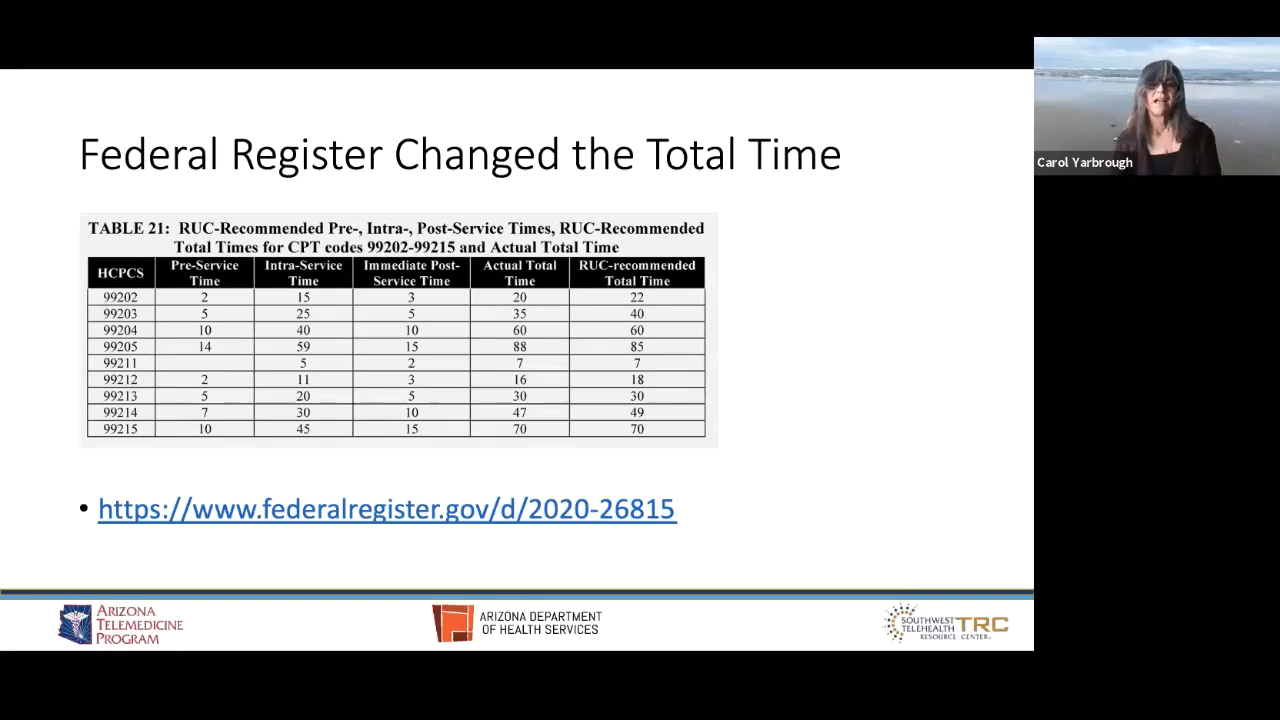 Federal Register Changed the Total Time
Carol Yarbrough
TABLE 21: RUC-Recommended Pre-, Intra-, Post-Service Times, RUC-Recommended
Total Times for CPT codes 99202-99215 and Actual Total Time
HCPCS Pre-Service Time Intra-Service Time Immediate Post-Service Time Actual Total Time RUC-recommended Total Time
99202 2 15 3 20 22
99203 5 25 5 35 40
99204 10 40 10 60 60
99205 14 59 15 88 85
99211 5 2 7 7
99212 2 11 3 16 18
99213 5 20 5 30 30
99214 7 30 10 47 49
99215 10 45 15 70 70
• https://www.federalregister.gov/d/2020-26815
ARIZONA
TELEMEDICINE
PROGRAM
ARIZONA DEPARTMENT
OF HEALTH SERVICES
SOUTHWEST
TELEHEALTH
RESOURCE CENTER
TRC